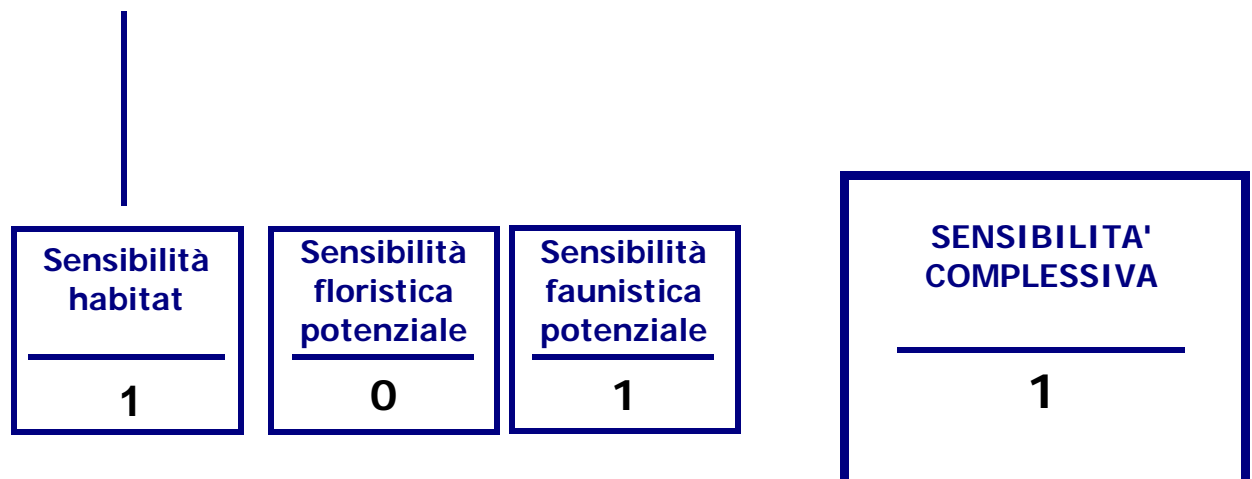 Sensibilità
habitat
1
Sensibilità
floristica
potenziale
0
Sensibilità
faunistica
potenziale
1
SENSIBILITA'
COMPLESSIVA
1